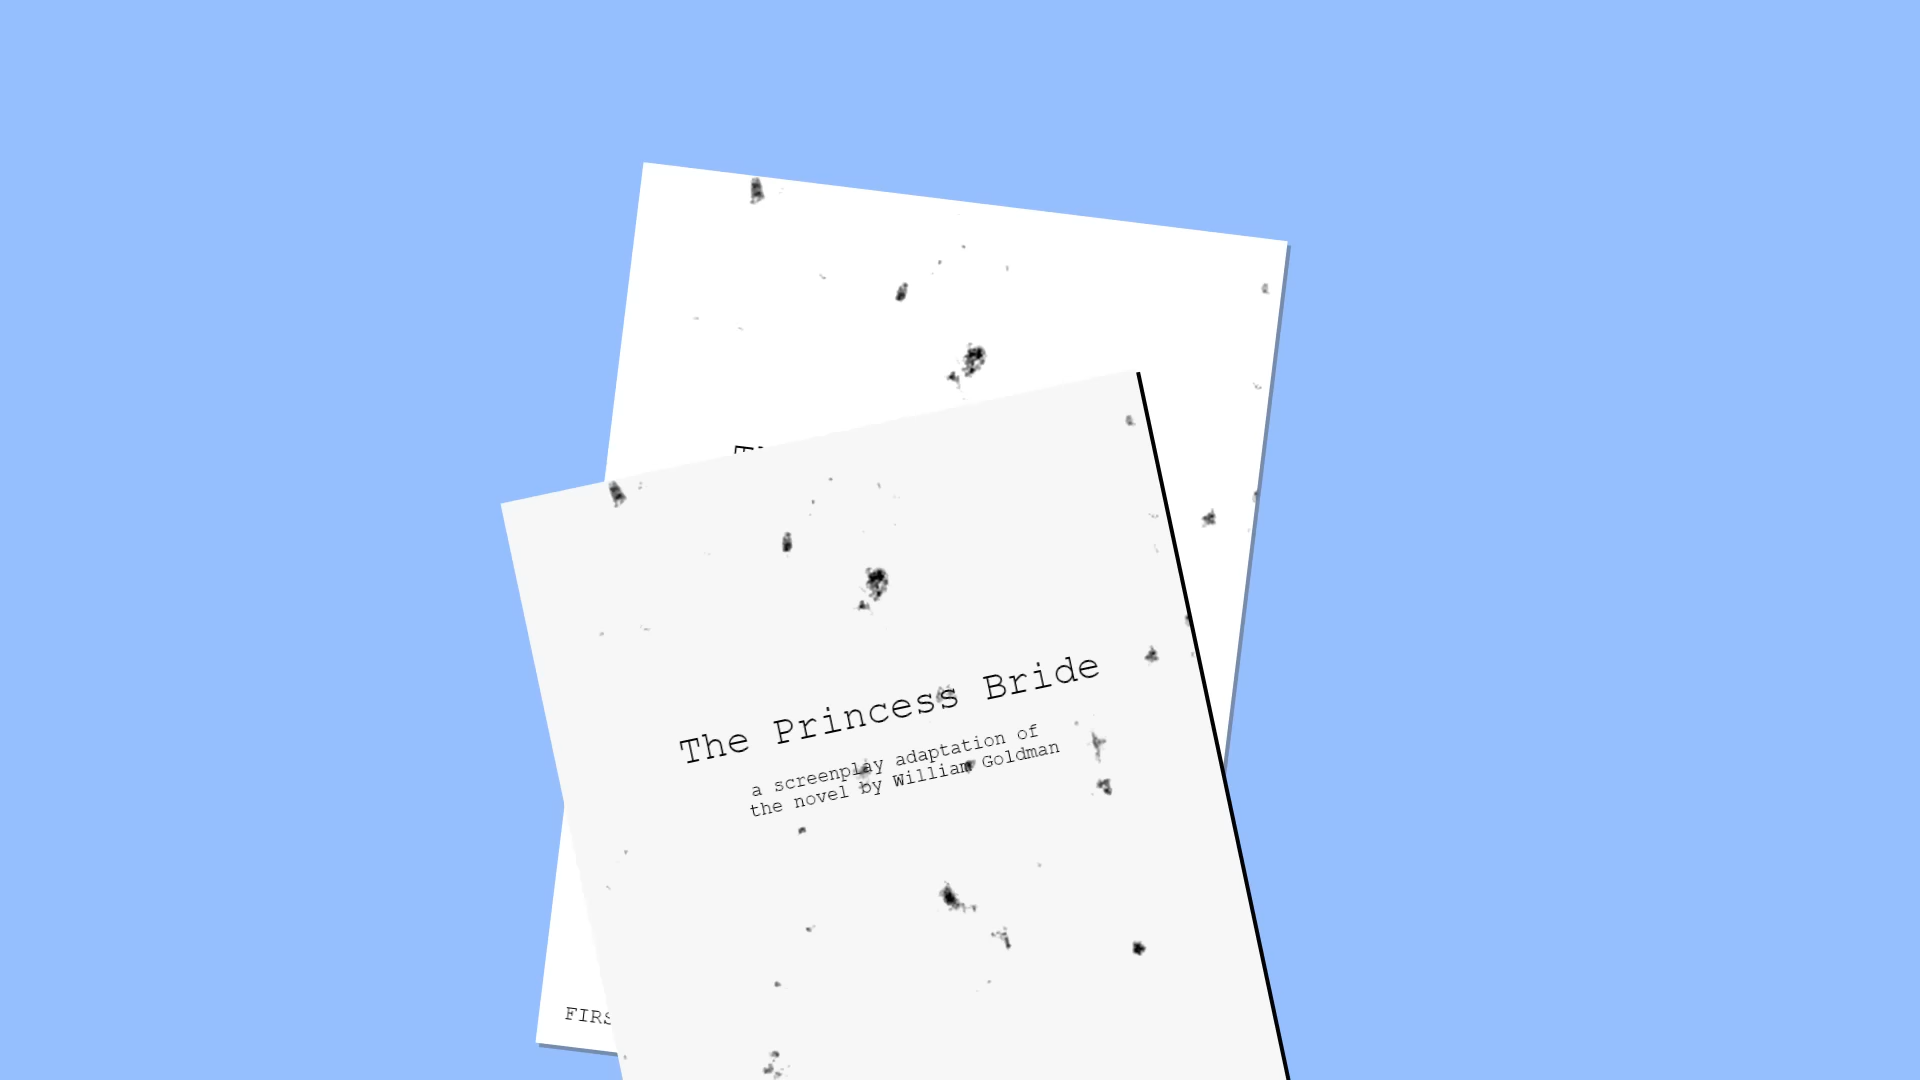 The Princess Bride
a screenplay adaptation of
the novel by William Goldman